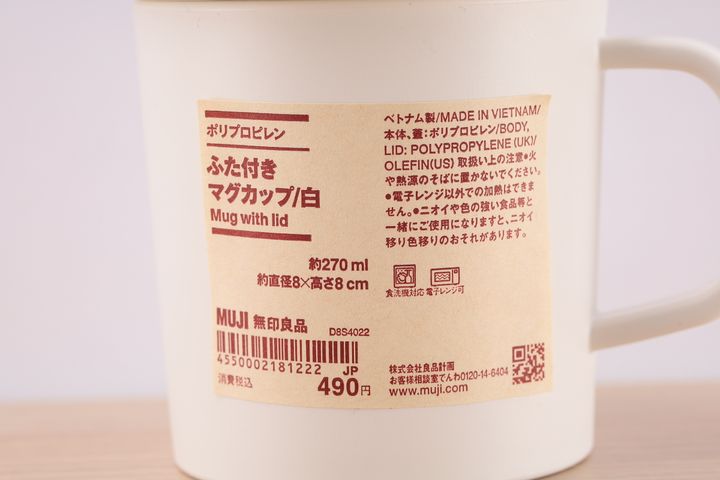 ポリプロピレン
ふた付き
マグカップ/白
Mug with lid
約270 ml
約直径8×高さ8 cm
MUJI 無印良品
D8S4022
4550002181222 JP
消費税込 490円
ベトナム製/MADE IN VIETNAM/
本体、蓋:ポリプロピレン/BODY,
LID: POLYPROPYLENE (UK)/
OLEFIN(US) 取扱い上の注意●火
や熱源のそばに置かないでください。
●電子レンジ以外での加熱はできま
せん。●ニオイや色の強い食品等と
一緒にご使用になりますと、ニオイ
移り色移りのおそれがあります。
食洗機対応 電子レンジ可
株式会社良品計画
お客様相談室でんわ0120-14-6404
www.muji.com